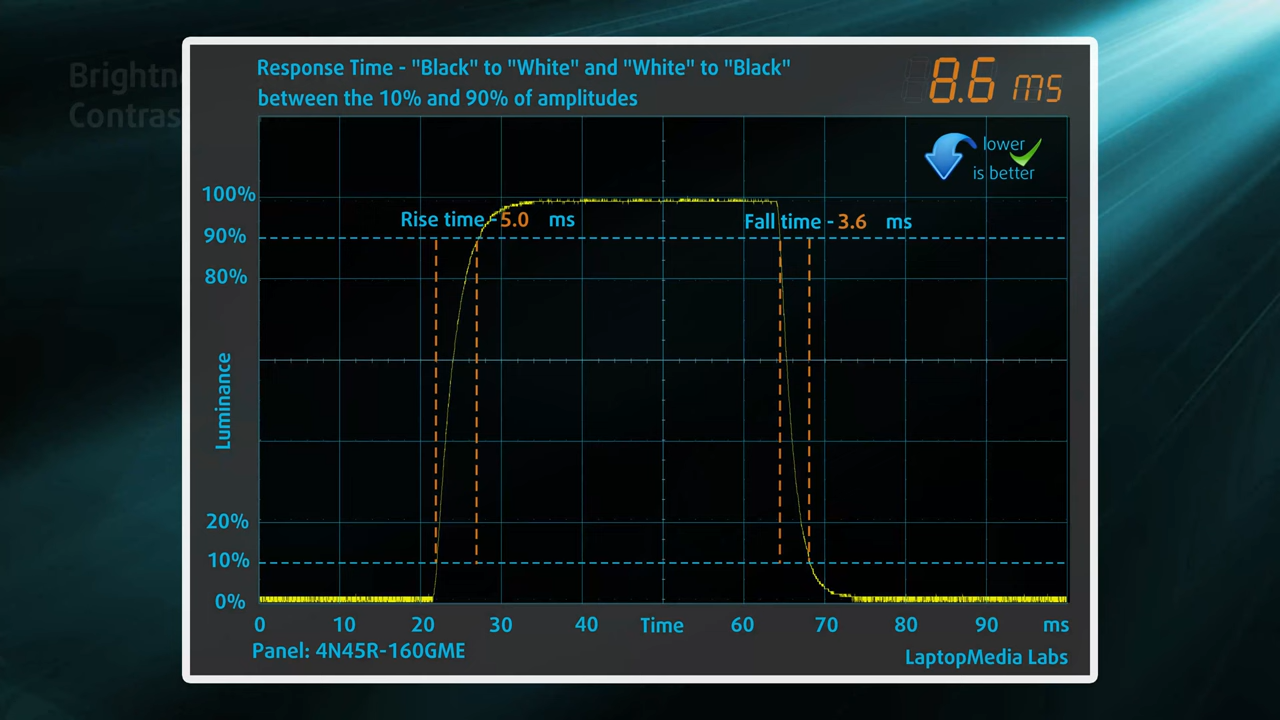 Response Time - "Black" to "White" and "White" to "Black"
between the 10% and 90% of amplitudes
8.6 ms
Brightn
Contras
lower
is better
100%
Rise time - 5.0 ms
Fall time - 3.6 ms
90%
80%
Luminance
20%
10%
0%
0 10 20 30 40 Time 60 70 80 90 ms
Panel: 4N45R-160GME
LaptopMedia Labs